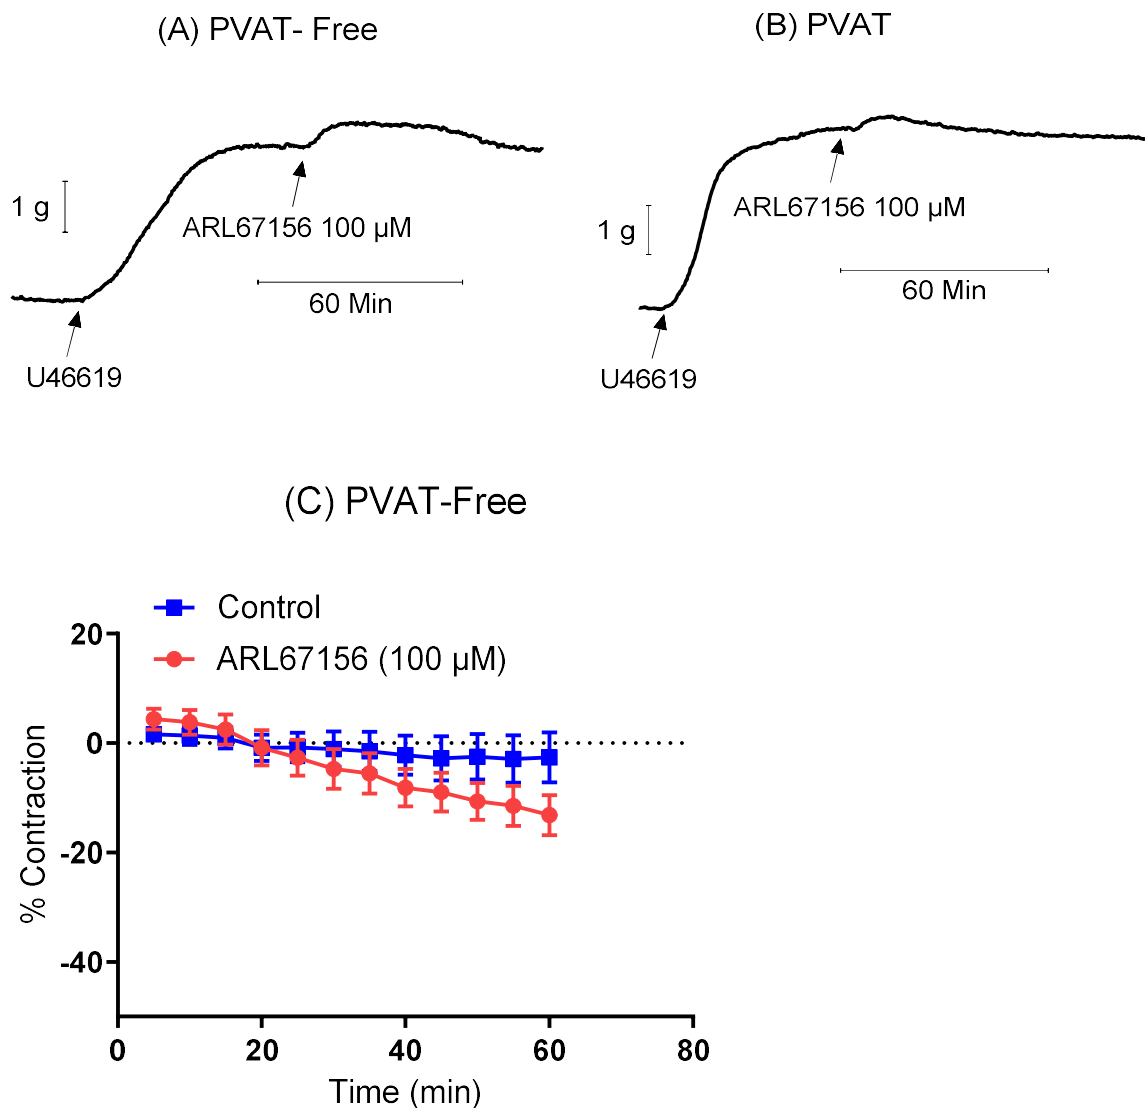 (A) PVAT- Free
(B) PVAT
1 g
ARL67156 100 µM
60 Min
U46619
1 g
ARL67156 100 µM
60 Min
U46619
(C) PVAT-Free
Control
ARL67156 (100 µM)
20
0
-20
-40
% Contraction
0 20 40 60 80
Time (min)